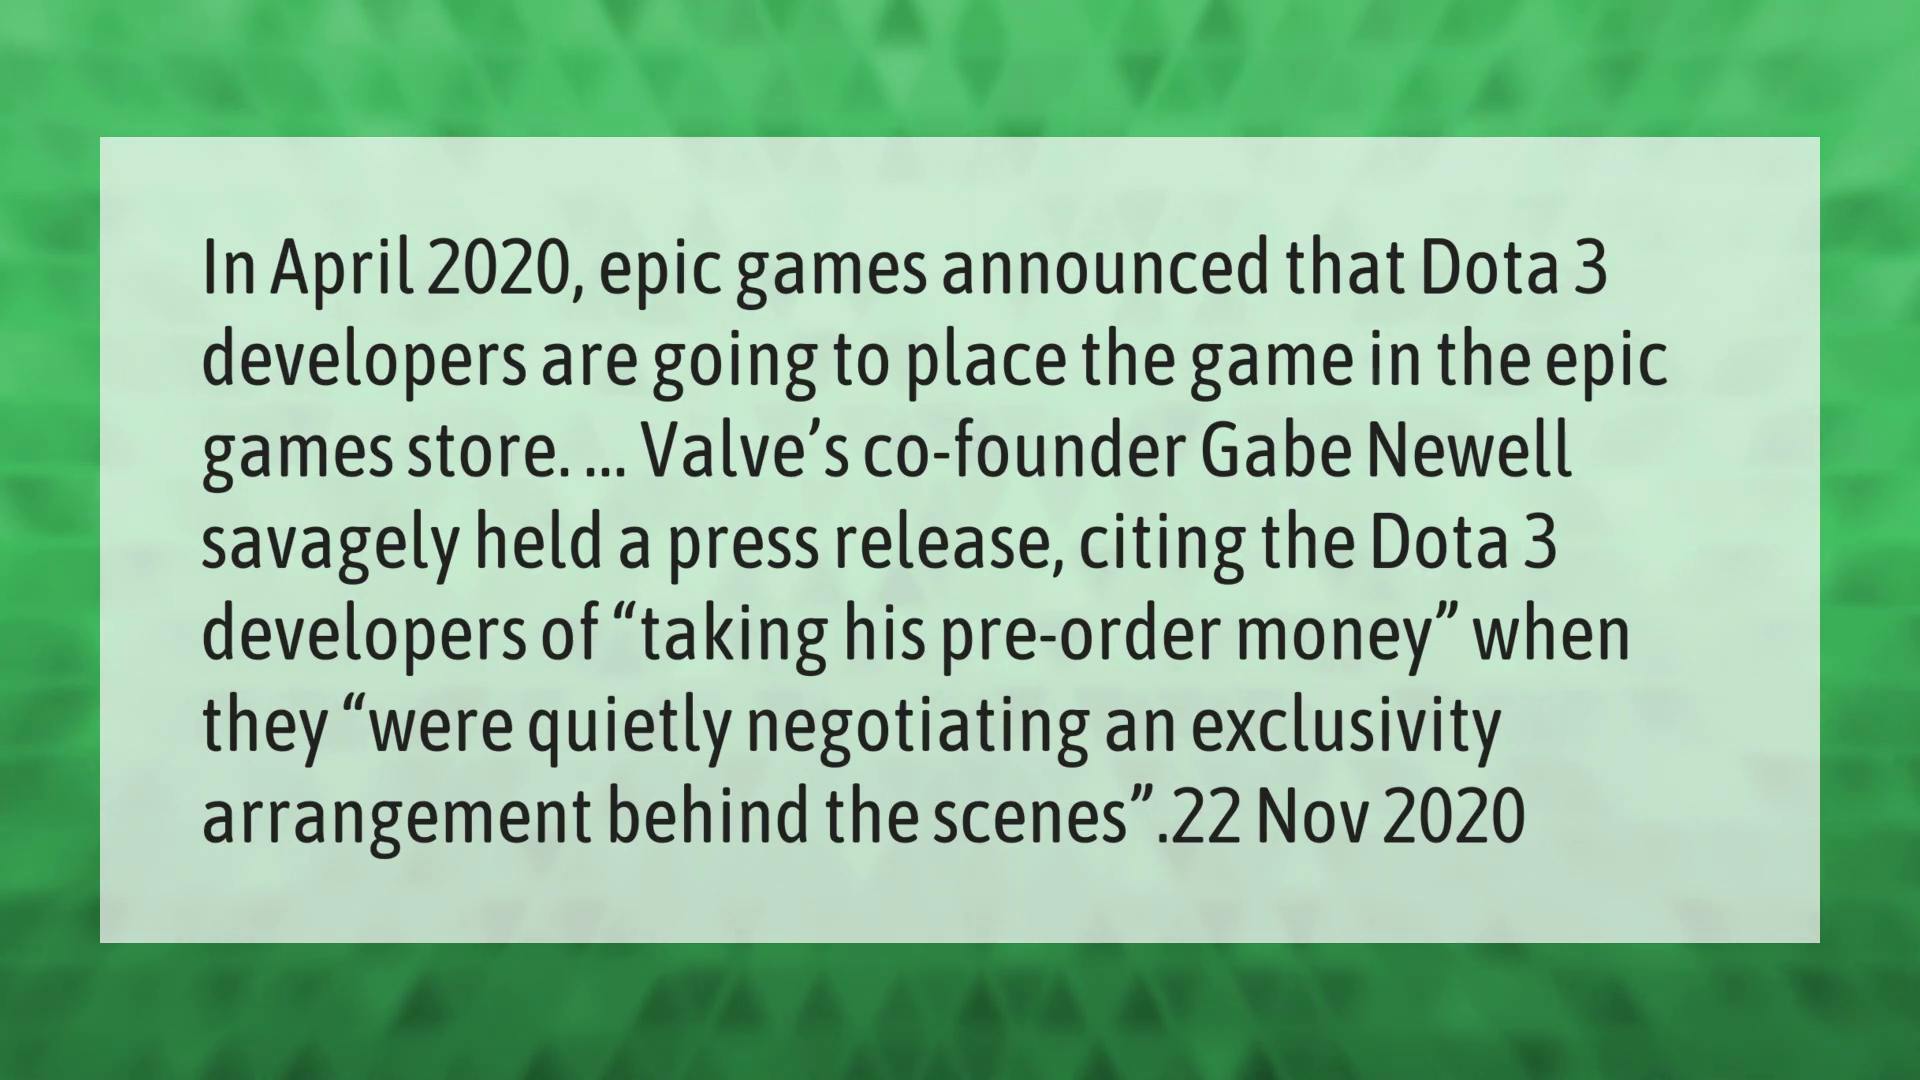 In April 2020, epic games announced that Dota 3
developers are going to place the game in the epic
games store. ... Valve’s co-founder Gabe Newell
savagely held a press release, citing the Dota 3
developers of “taking his pre-order money” when
they “were quietly negotiating an exclusivity
arrangement behind the scenes”.22 Nov 2020